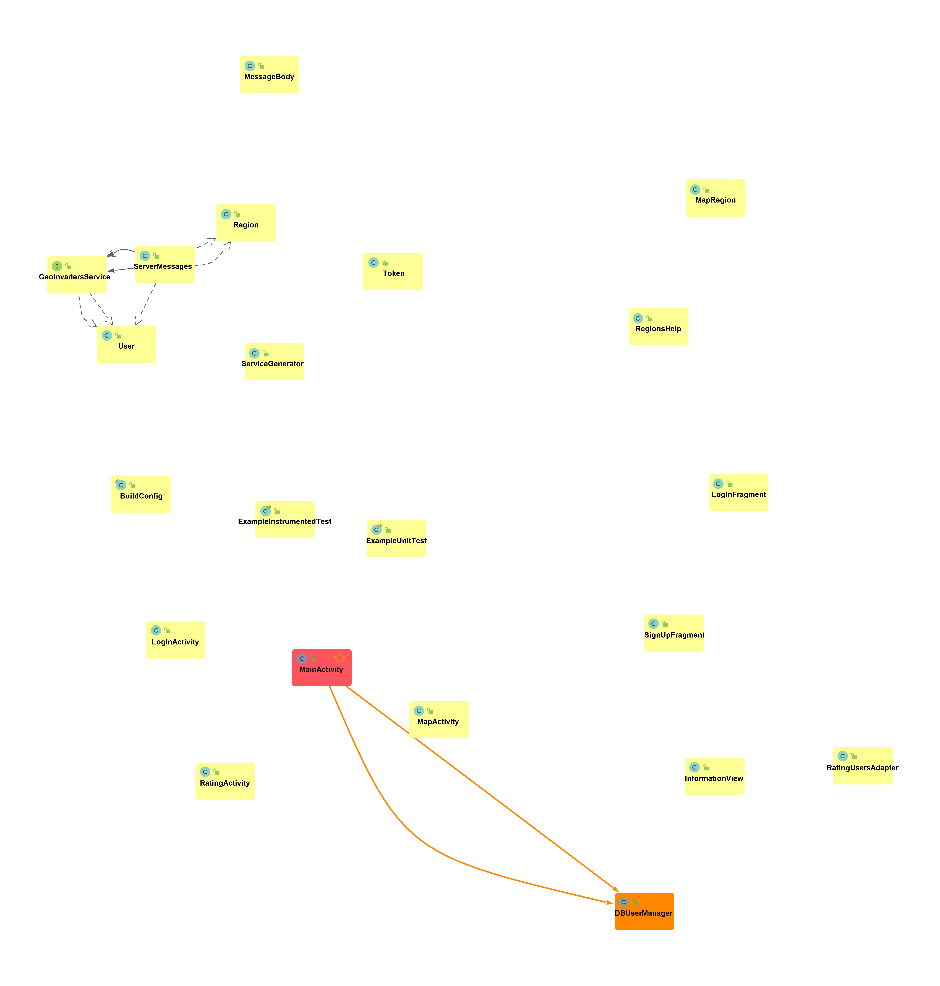 MessageBody
MapRegion
Region
GeoInvadersService
ServerMessages
Token
User
RegionsHelp
ServiceGenerator
BuildConfig
LogInFragment
ExampleInstrumentedTest
ExampleUnitTest
LogInActivity
SignUpFragment
MainActivity
MapActivity
RatingActivity
InformationView
RatingUsersAdapter
DBUserManager